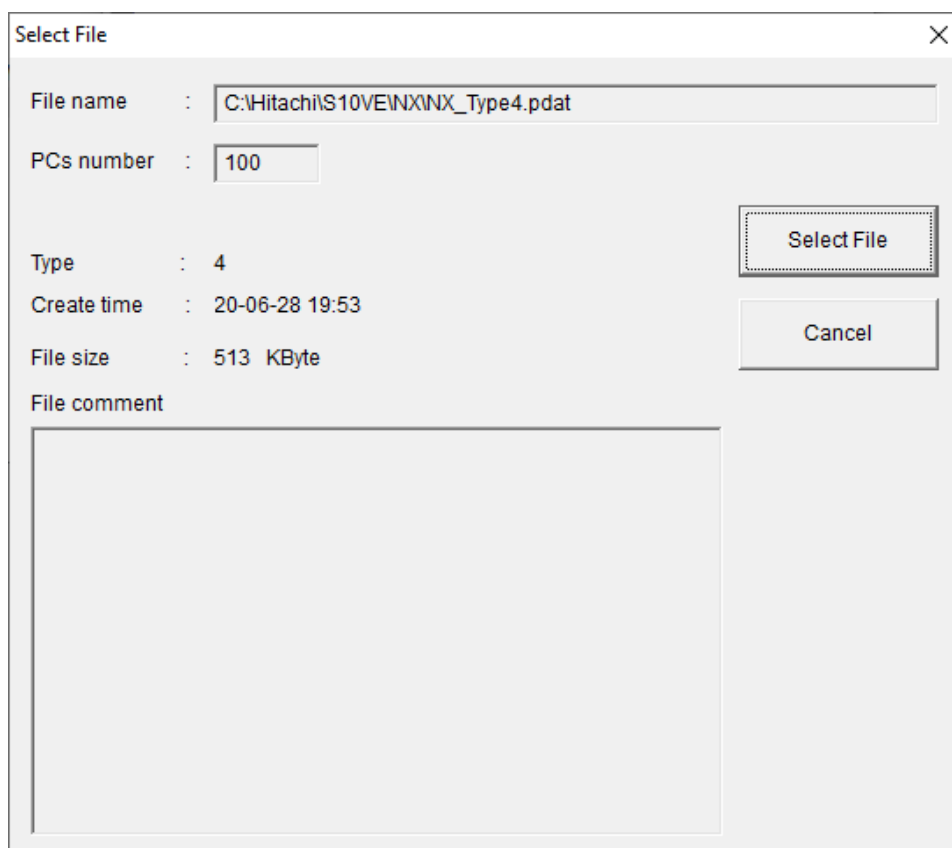 Select File
File name : C:\Hitachi\S10VE\NX\NX_Type4.pdat
PCs number : 100
Select File
Type : 4
Create time : 20-06-28 19:53
Cancel
File size : 513 KByte
File comment